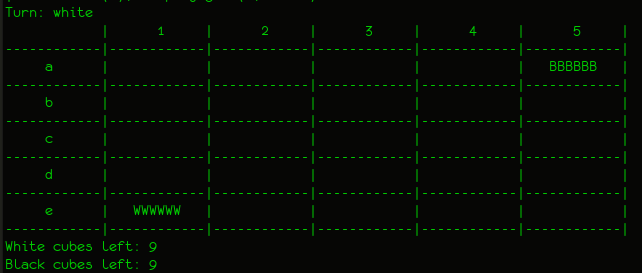 Turn: white
| 1 | 2 | 3 | 4 | 5 |
---------|----------|---------|---------|---------|---------|
a | | | | | BBBBBB |
---------|----------|---------|---------|---------|---------|
b | | | | | |
---------|----------|---------|---------|---------|---------|
c | | | | | |
---------|----------|---------|---------|---------|---------|
d | | | | | |
---------|----------|---------|---------|---------|---------|
e | WWWWWW | | | | |
---------|----------|---------|---------|---------|---------|
White cubes left: 9
Black cubes left: 9